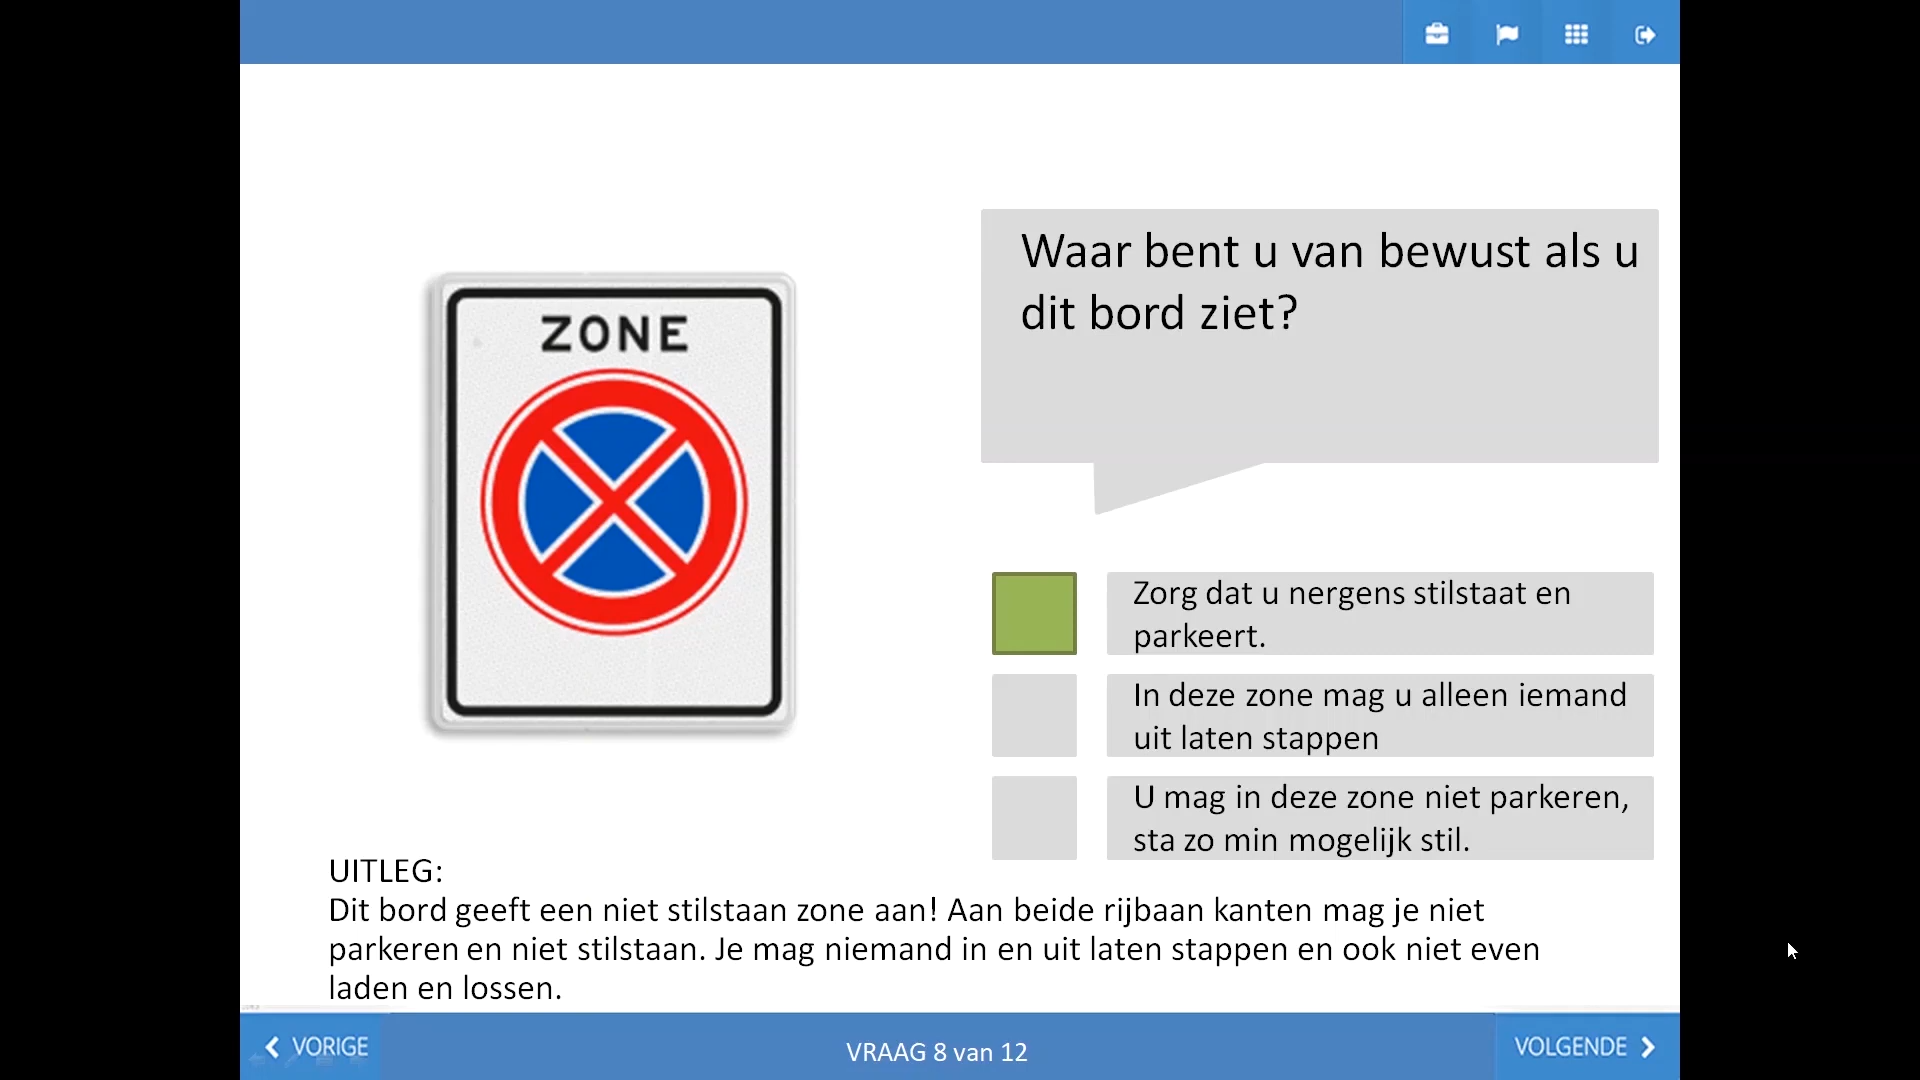 ZONE
Waar bent u van bewust als u
dit bord ziet?
Zorg dat u nergens stilstaat en
parkeert.
In deze zone mag u alleen iemand
uit laten stappen
U mag in deze zone niet parkeren,
sta zo min mogelijk stil.
UITLEG:
Dit bord geeft een niet stilstaan zone aan! Aan beide rijbaan kanten mag je niet
parkeren en niet stilstaan. Je mag niemand in en uit laten stappen en ook niet even
laden en lossen.
VORIGE
VRAAG 8 van 12
VOLGENDE